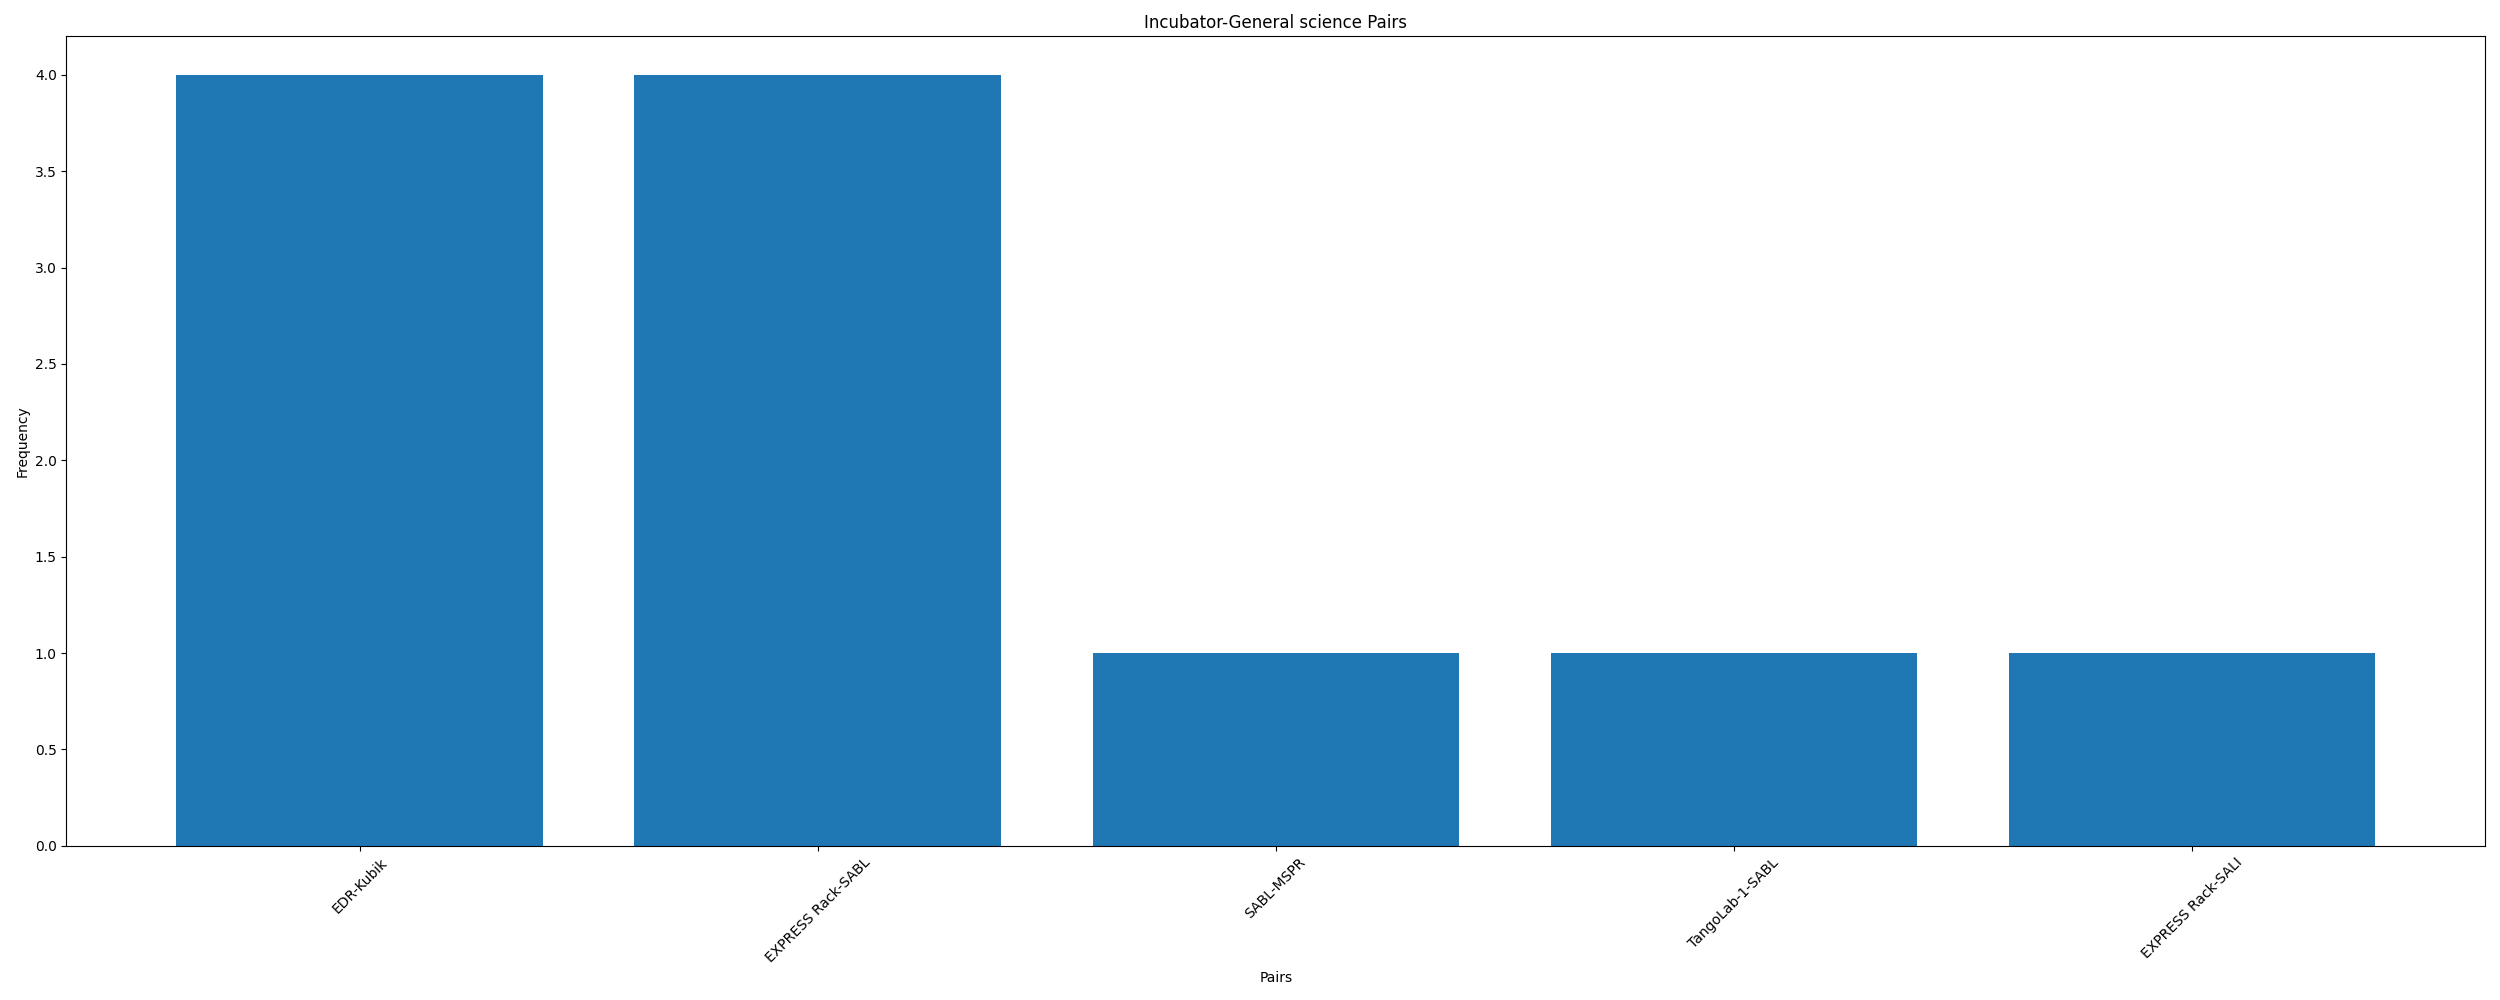 Incubator-General science Pairs
4.0
3.5
3.0
2.5
2.0
1.5
1.0
0.5
0.0
Frequency
EDR-Kubik
EXPRESS Rack-SABL
SABL-MSPR
TangoLab-1-SABL
EXPRESS Rack-SALI
Pairs